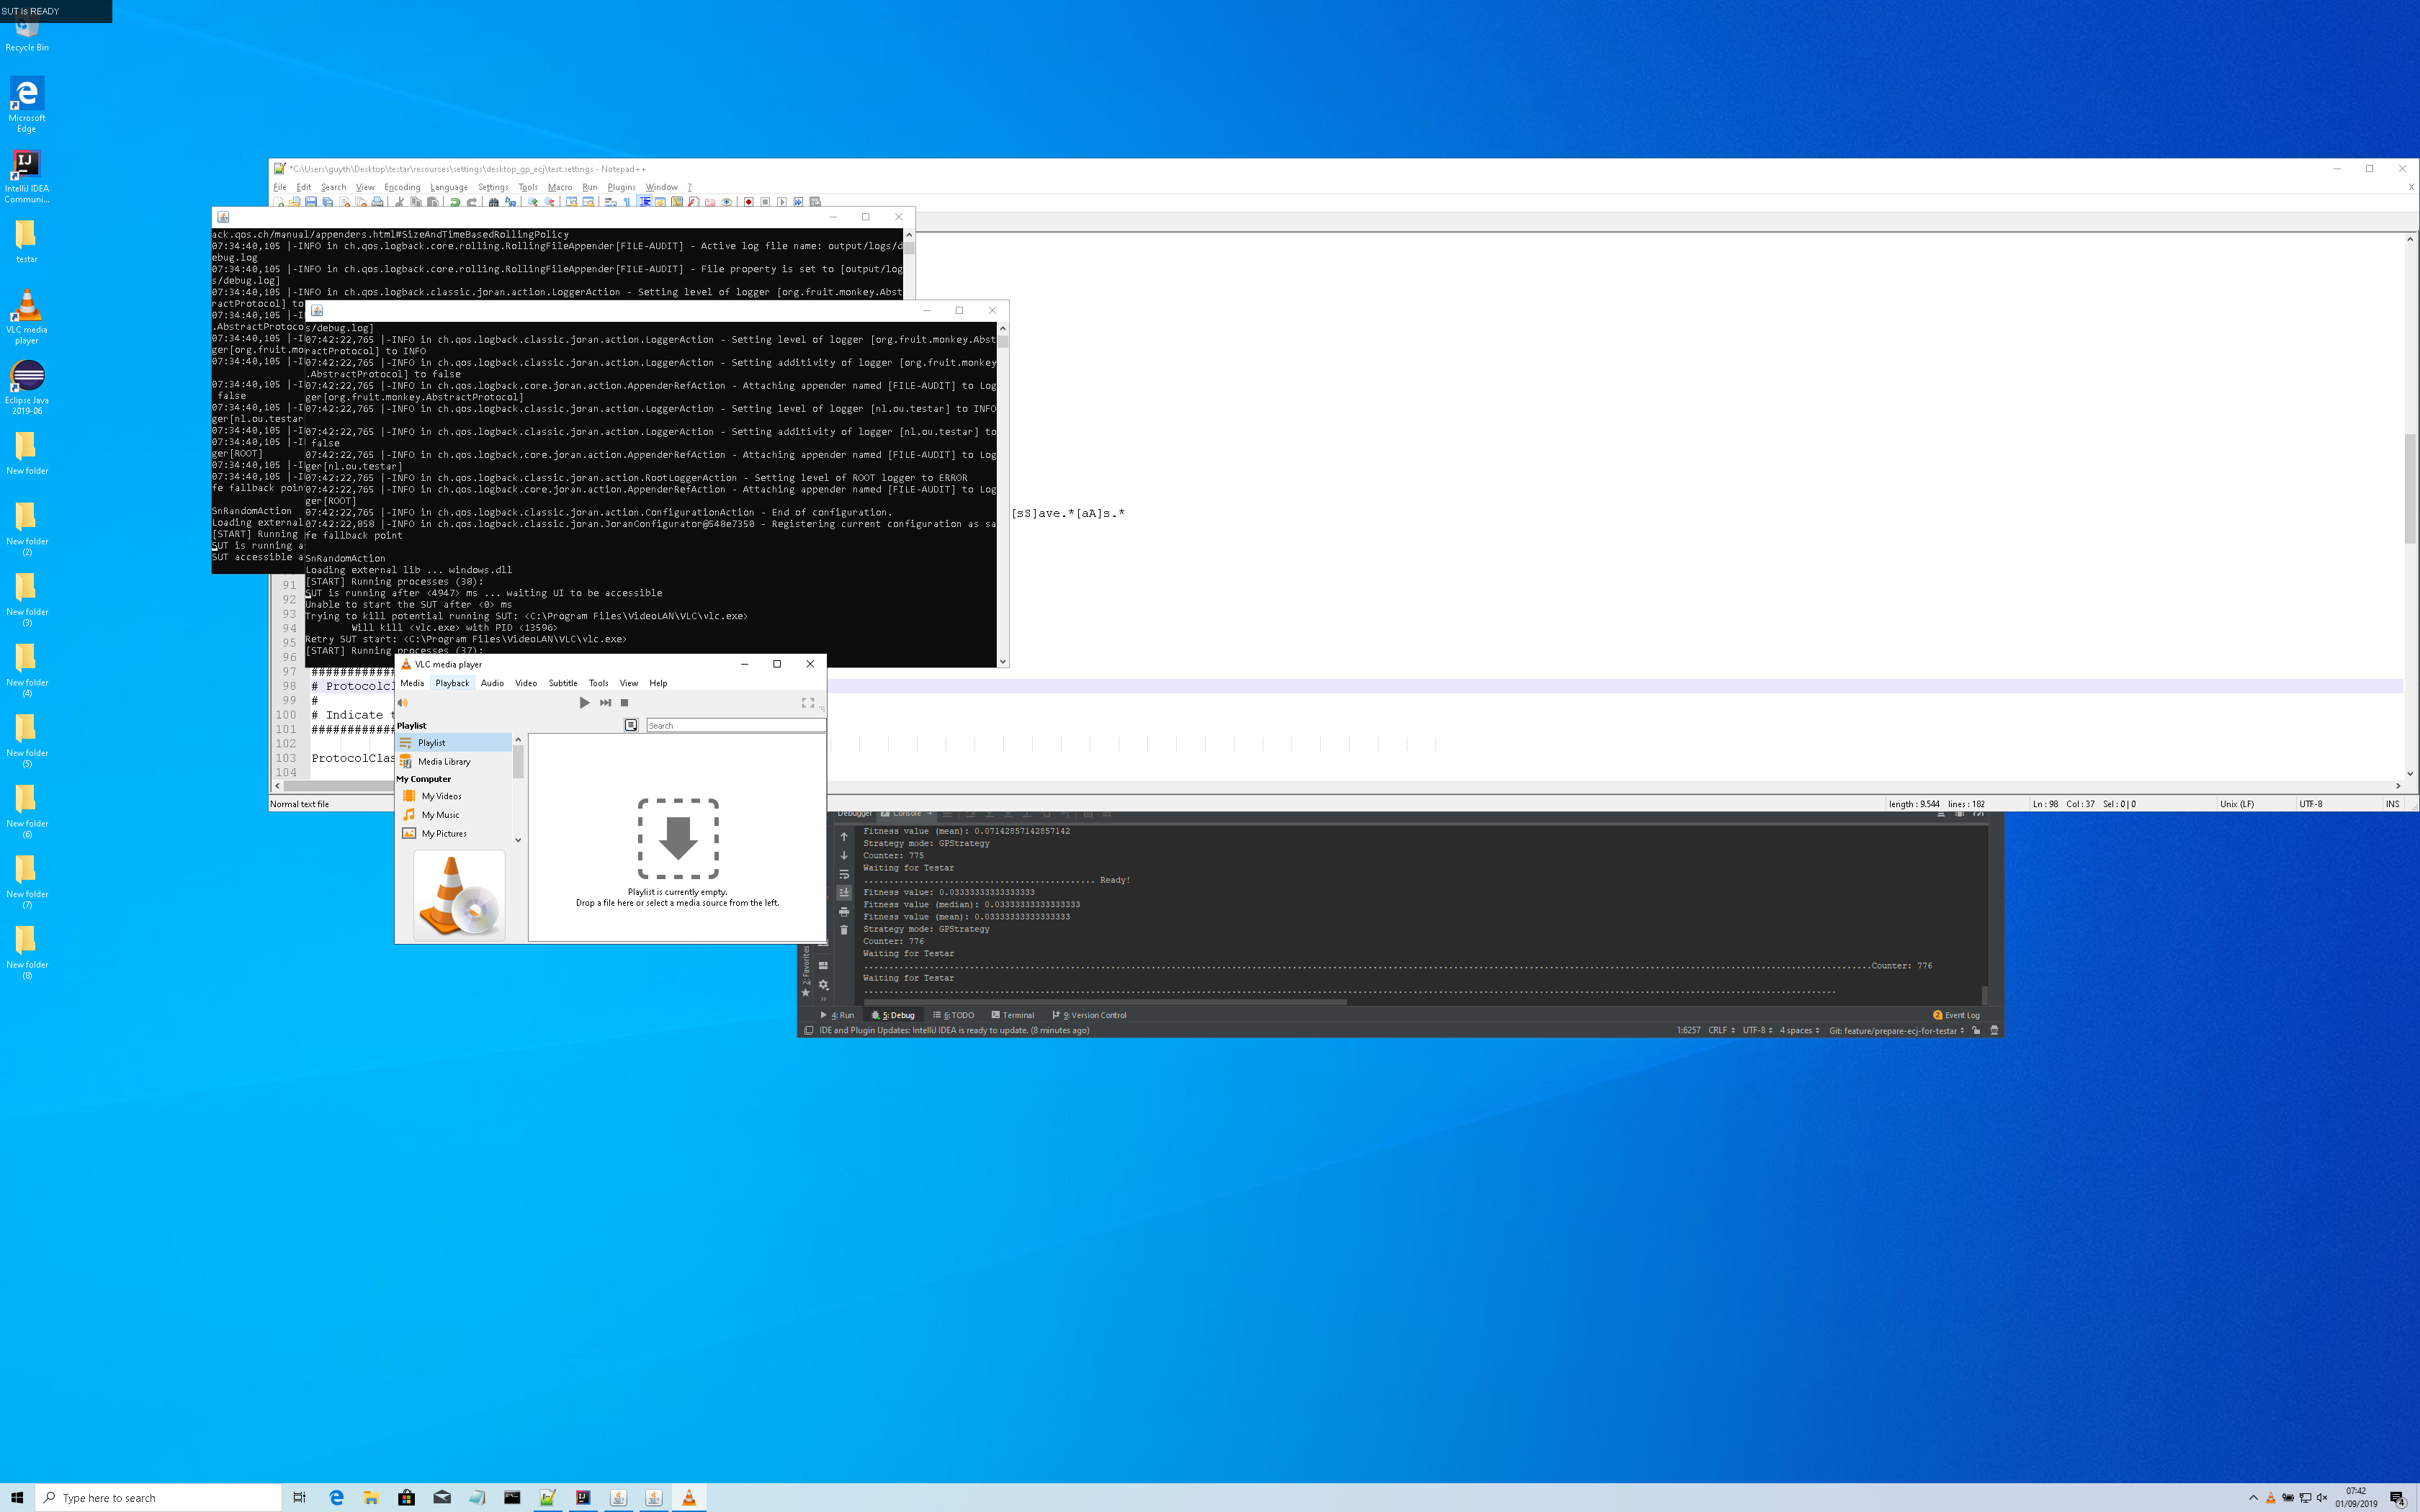 SUT is READY
Recycle Bin
Microsoft
Edge
IntelliJ IDEA
Communi...
testar
VLC media
player
Eclipse Java
2019-06
New folder
New folder
(2)
New folder
(3)
New folder
(4)
New folder
(5)
New folder
(6)
New folder
(7)
New folder
(8)
*C:\Users\guyth\Desktop\testar\resources\settings\desktop_gp_ecj\test.settings - Notepad++
File Edit Search View Encoding Language Settings Tools Macro Run Plugins Window ?
ack.qos.ch/manual/appenders.html#SizeAndTimeBasedRollingPolicy
07:34:40,105 |-INFO in ch.qos.logback.core.rolling.RollingFileAppender[FILE-AUDIT] - Active log file name: output/logs/d
ebug.log
07:34:40,105 |-INFO in ch.qos.logback.core.rolling.RollingFileAppender[FILE-AUDIT] - File property is set to [output/log
s/debug.log]
07:34:40,105 |-INFO in ch.qos.logback.classic.joran.action.LoggerAction - Setting level of logger [org.fruit.monkey.Abst
ractProtocol] to
07:34:40,105 |-I
.AbstractProtoco
07:34:40,105 |-I
ger[org.fruit.mo
07:34:40,105 |-I
false
07:34:40,105 |-I
ger[nl.ou.testar
07:34:40,105 |-I
07:34:40,105 |-I
ger[ROOT]
07:34:40,105 |-I
07:34:40,105 |-I
fe fallback poin
SnRandomAction
Loading external
[START] Running
SUT is running a
SUT accessible a
s/debug.log]
07:42:22,765 |-INFO in ch.qos.logback.classic.joran.action.LoggerAction - Setting level of logger [org.fruit.monkey.Abst
ractProtocol] to INFO
07:42:22,765 |-INFO in ch.qos.logback.classic.joran.action.LoggerAction - Setting additivity of logger [org.fruit.monkey
.AbstractProtocol] to false
07:42:22,765 |-INFO in ch.qos.logback.core.joran.action.AppenderRefAction - Attaching appender named [FILE-AUDIT] to Log
ger[org.fruit.monkey.AbstractProtocol]
07:42:22,765 |-INFO in ch.qos.logback.classic.joran.action.LoggerAction - Setting level of logger [nl.ou.testar] to INFO
07:42:22,765 |-INFO in ch.qos.logback.classic.joran.action.LoggerAction - Setting additivity of logger [nl.ou.testar] to
false
07:42:22,765 |-INFO in ch.qos.logback.core.joran.action.AppenderRefAction - Attaching appender named [FILE-AUDIT] to Log
ger[nl.ou.testar]
07:42:22,765 |-INFO in ch.qos.logback.classic.joran.action.RootLoggerAction - Setting level of ROOT logger to ERROR
07:42:22,765 |-INFO in ch.qos.logback.core.joran.action.AppenderRefAction - Attaching appender named [FILE-AUDIT] to Log
ger[ROOT]
07:42:22,765 |-INFO in ch.qos.logback.classic.joran.action.ConfigurationAction - End of configuration.
07:42:22,858 |-INFO in ch.qos.logback.classic.joran.JoranConfigurator@548e7350 - Registering current configuration as sa
fe fallback point
SnRandomAction
Loading external lib ... windows.dll
[START] Running processes (38):
SUT is running after <4947> ms ... waiting UI to be accessible
Unable to start the SUT after <0> ms
Trying to kill potential running SUT: <C:\Program Files\VideoLAN\VLC\vlc.exe>
Will kill <vlc.exe> with PID <13596>
Retry SUT start: <C:\Program Files\VideoLAN\VLC\vlc.exe>
[START] Running processes (37):
[sS]ave.*[aA]s.*
91
92
93
94
95
96
97 #############
98 # Protocolcl
99 #
100 # Indicate t
101 #############
102
103 ProtocolClas
104
Normal text file
length : 9.544 lines : 182
Ln : 98 Col : 37 Sel : 0 | 0
Unix (LF)
UTF-8
INS
VLC media player
Media Playback Audio Video Subtitle Tools View Help
Playlist
Search
Playlist
Media Library
My Computer
My Videos
My Music
My Pictures
Playlist is currently empty.
Drop a file here or select a media source from the left.
Debugger Console
Fitness value (mean): 0.07142857142857142
Strategy mode: GPStrategy
Counter: 775
Waiting for Testar
.............................................. Ready!
Fitness value: 0.03333333333333333
Fitness value (median): 0.03333333333333333
Fitness value (mean): 0.03333333333333333
Strategy mode: GPStrategy
Counter: 776
Waiting for Testar
....................Counter: 776
Waiting for Testar
2: Favorites
4: Run 5: Debug 6: TODO Terminal 9: Version Control
2 Event Log
IDE and Plugin Updates: IntelliJ IDEA is ready to update. (8 minutes ago)
1:6257 CRLF UTF-8 4 spaces Git: feature/prepare-ecj-for-testar
Type here to search
07:42
01/09/2019
4